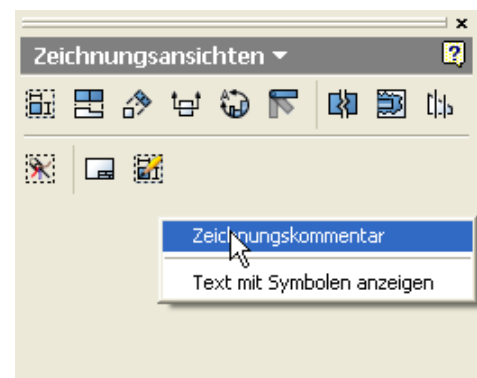 Zeichnungsansichten
Zeichnungskommentar
Text mit Symbolen anzeigen